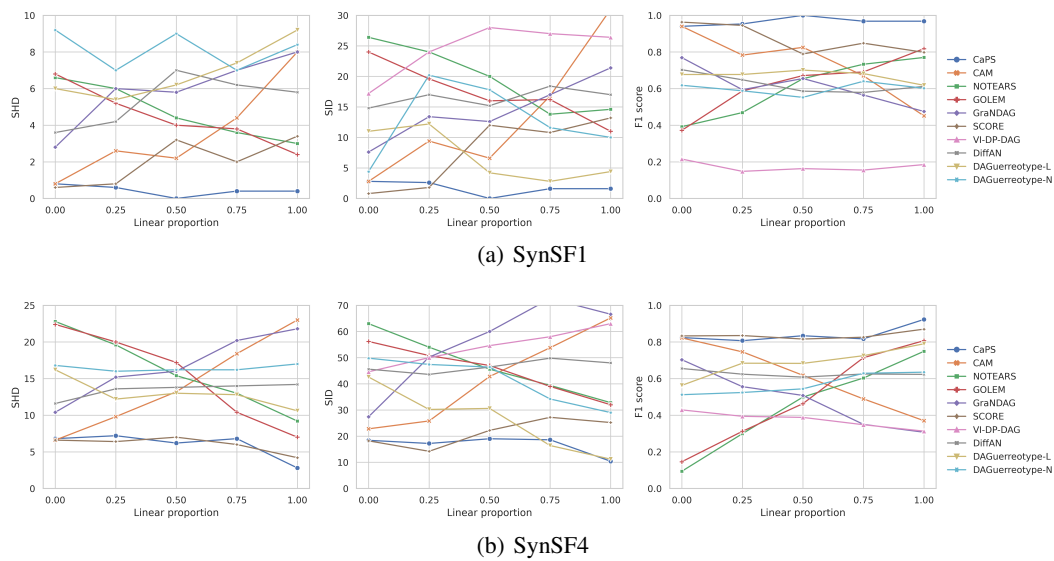 10
8
6
4
2
0
SHD
0.00 0.25 0.50 0.75 1.00
Linear proportion
30
25
20
15
10
5
0
SID
0.00 0.25 0.50 0.75 1.00
Linear proportion
1.0
0.8
0.6
0.4
0.2
0.0
F1 score
0.00 0.25 0.50 0.75 1.00
Linear proportion
CaPS
CAM
NOTEARS
GOLEM
GraNDAG
SCORE
VI-DP-DAG
DiffAN
DAGuerreotype-L
DAGuerreotype-N
(a) SynSF1
25
20
15
10
5
0
SHD
0.00 0.25 0.50 0.75 1.00
Linear proportion
70
60
50
40
30
20
10
0
SID
0.00 0.25 0.50 0.75 1.00
Linear proportion
1.0
0.8
0.6
0.4
0.2
0.0
F1 score
0.00 0.25 0.50 0.75 1.00
Linear proportion
CaPS
CAM
NOTEARS
GOLEM
GraNDAG
SCORE
VI-DP-DAG
DiffAN
DAGuerreotype-L
DAGuerreotype-N
(b) SynSF4